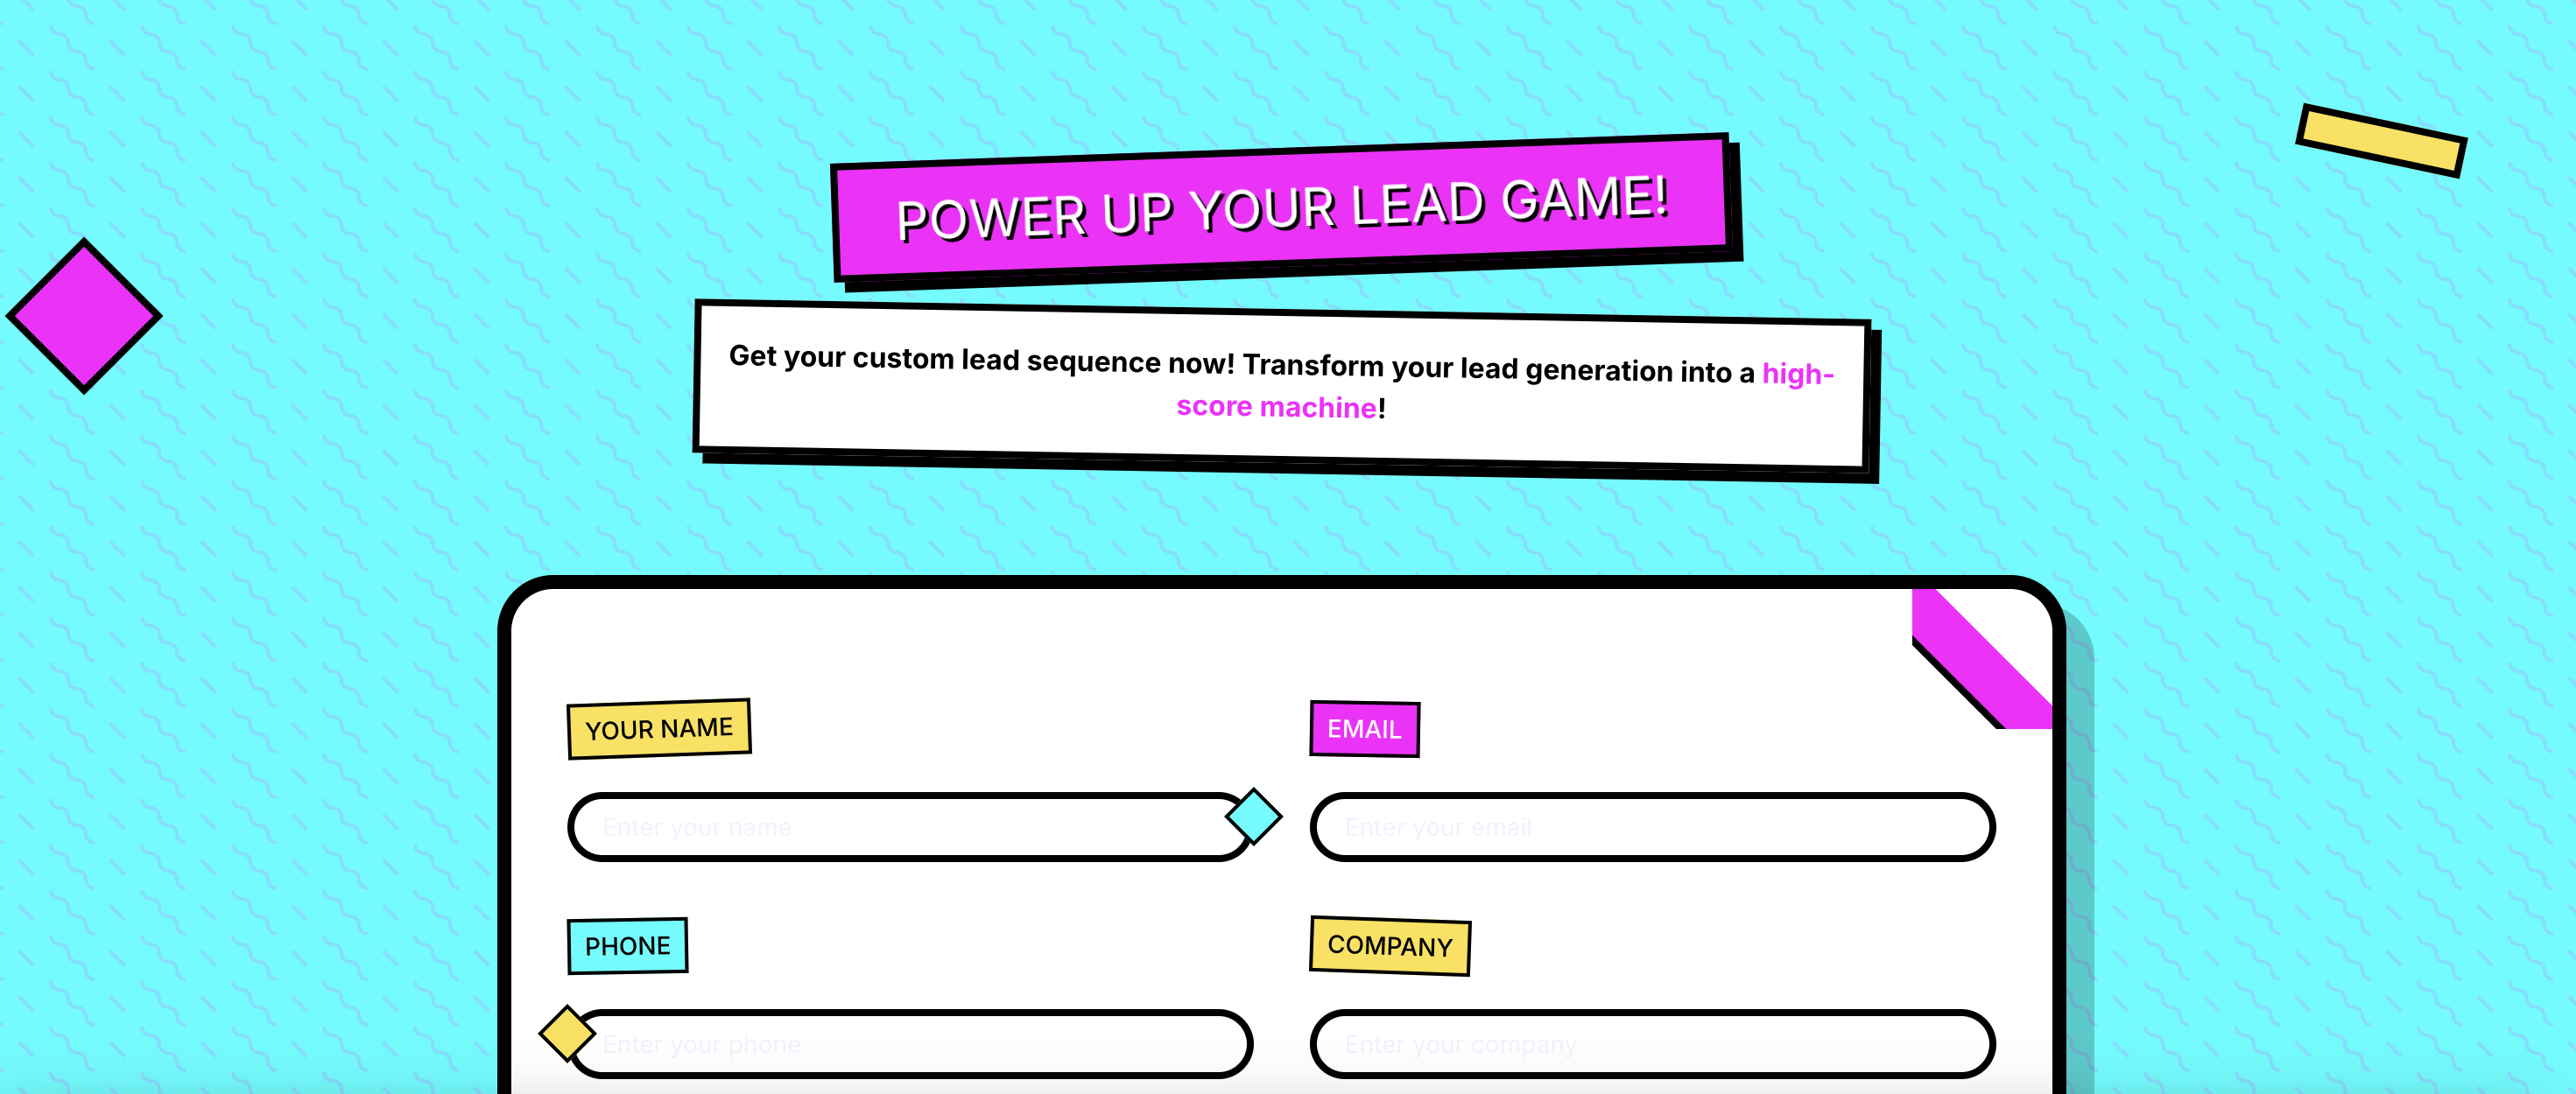 POWER UP YOUR LEAD GAME!
Get your custom lead sequence now! Transform your lead generation into a high-
score machine!
YOUR NAME
EMAIL
Enter your name
Enter your email
PHONE
COMPANY
Enter your phone
Enter your company